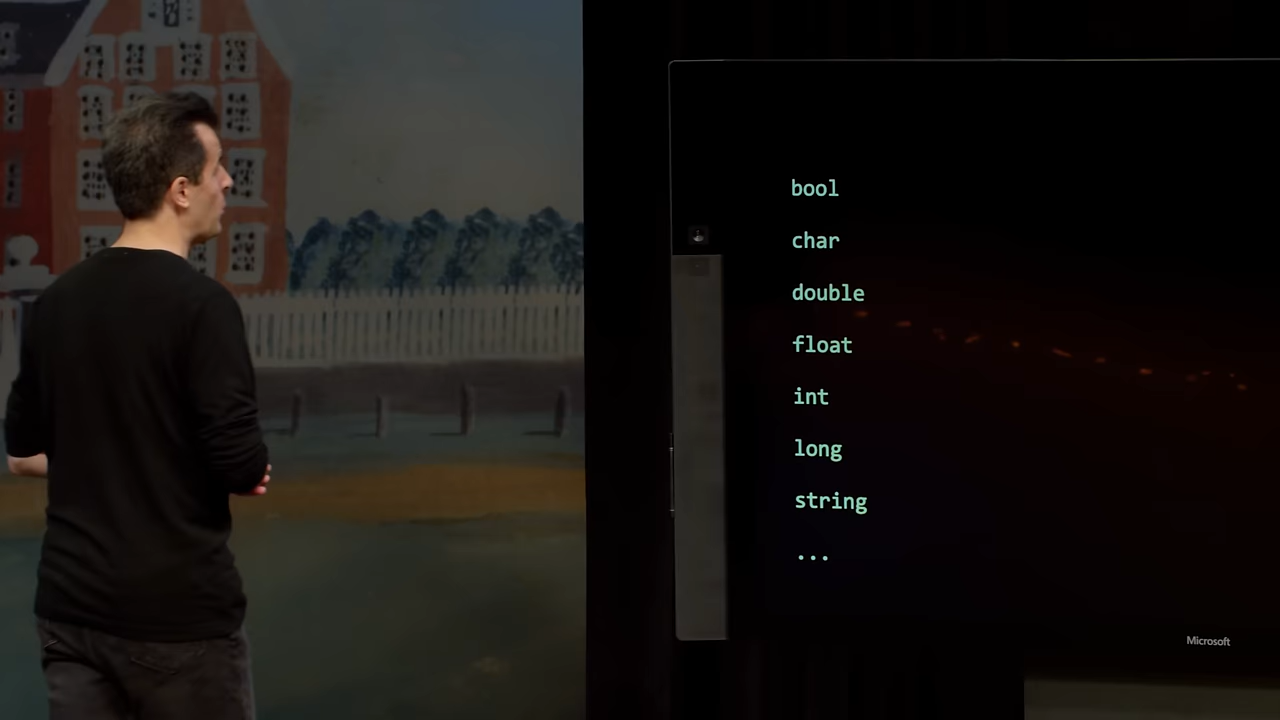 bool
char
double
float
int
long
string
...
Microsoft